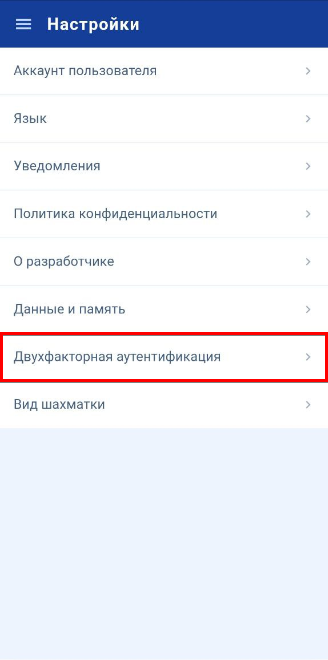 Настройки
Аккаунт пользователя
Язык
Уведомления
Политика конфиденциальности
О разработчике
Данные и память
Двухфакторная аутентификация
Вид шахматки